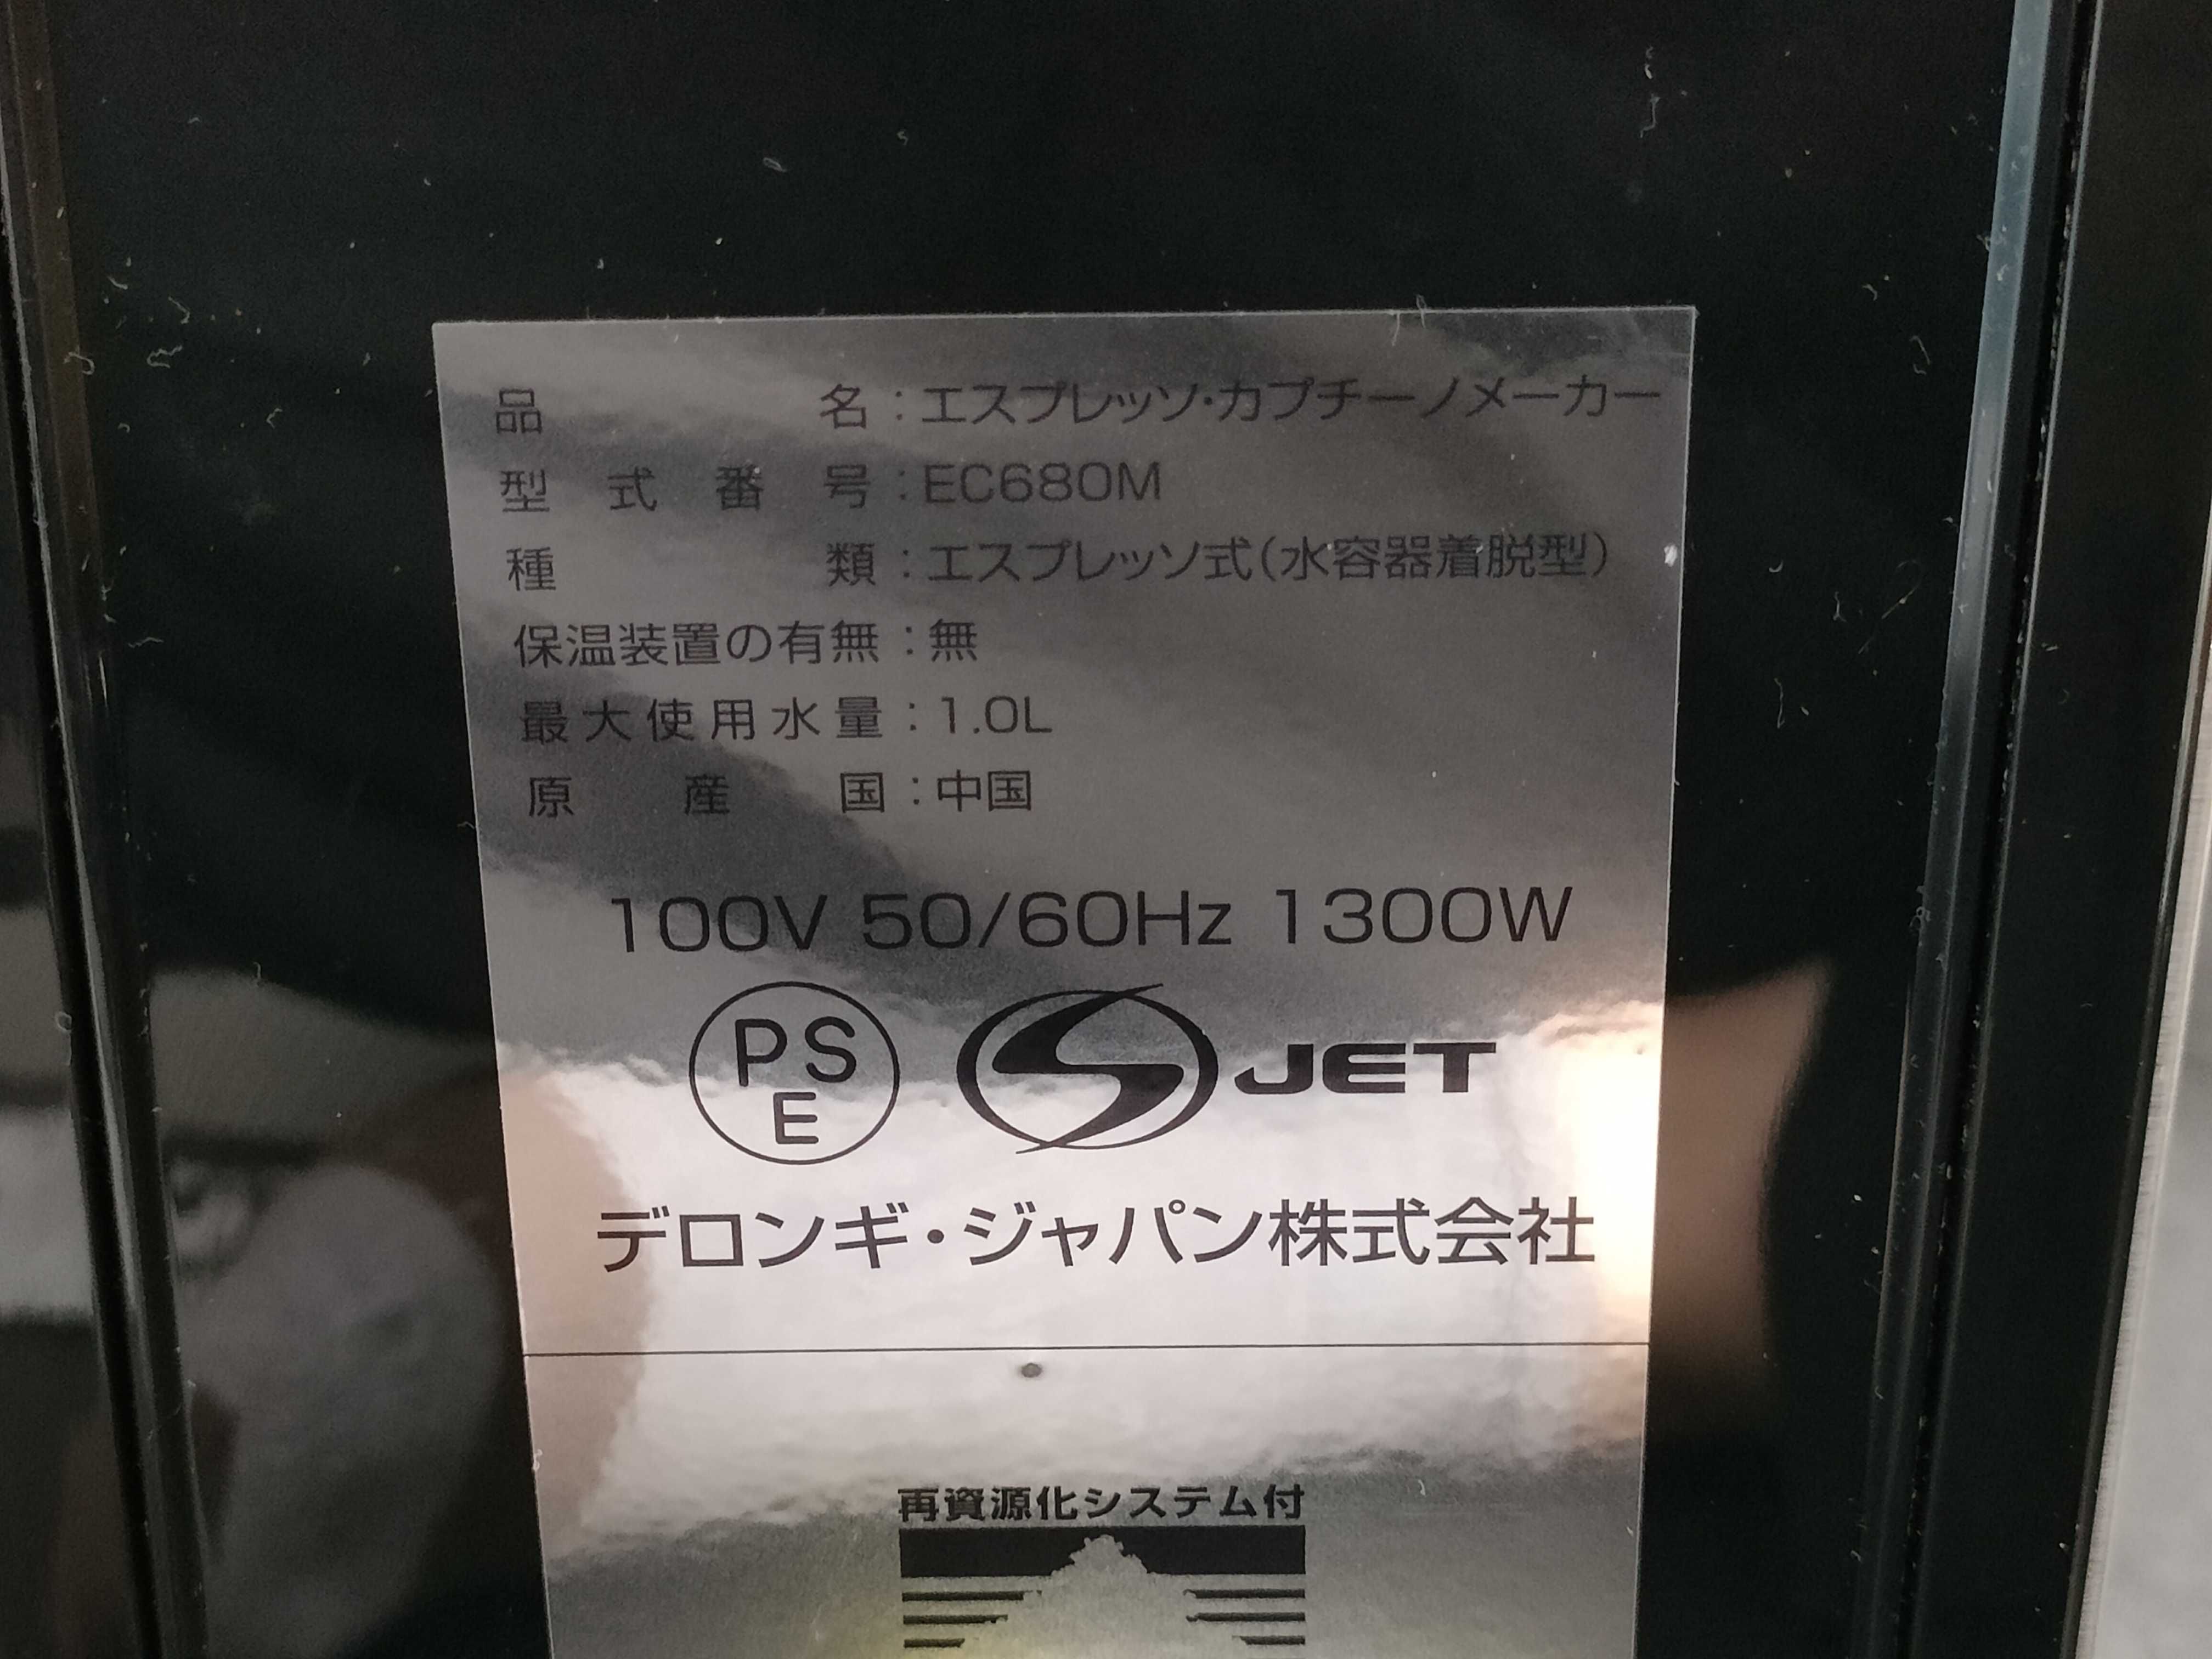 品名：エスプレッソ・カプチーノメーカー
型式番号：EC680M
種類：エスプレッソ式（水容器着脱型）
保温装置の有無：無
最大使用水量：1.0L
原産国：中国
100V 50/60Hz 1300W
PS
E
S JET
デロンギ・ジャパン株式会社
再資源化システム付